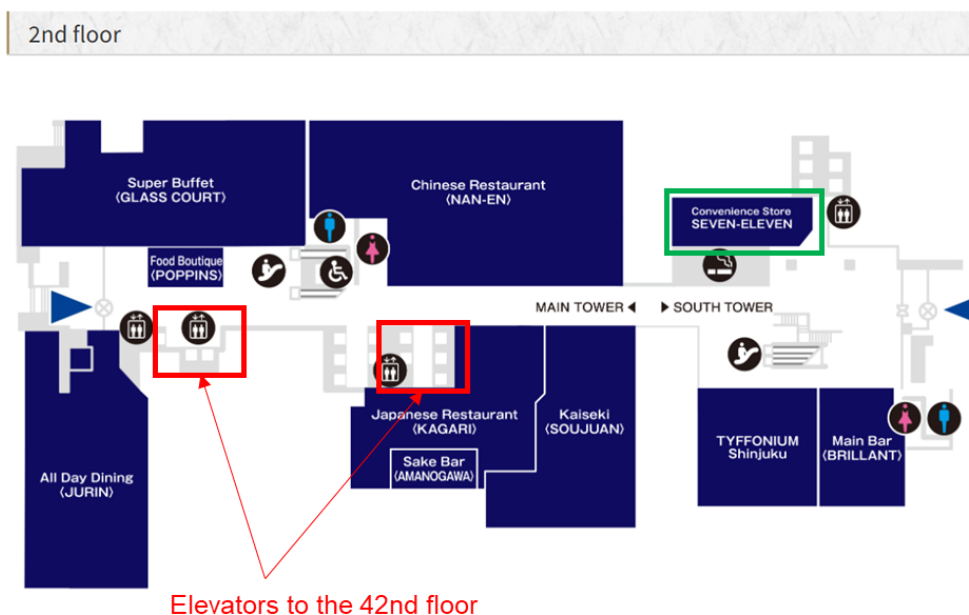 2nd floor
Super Buffet
〈GLASS COURT〉
Chinese Restaurant
〈NAN-EN〉
Convenience Store
SEVEN-ELEVEN
Food Boutique
〈POPPINS〉
MAIN TOWER
SOUTH TOWER
Japanese Restaurant
〈KAGARI〉
Kaiseki
〈SOUJUAN〉
Sake Bar
〈AMANOGAWA〉
TYFFONIUM
Shinjuku
Main Bar
〈BRILLANT〉
All Day Dining
〈JURIN〉
Elevators to the 42nd floor